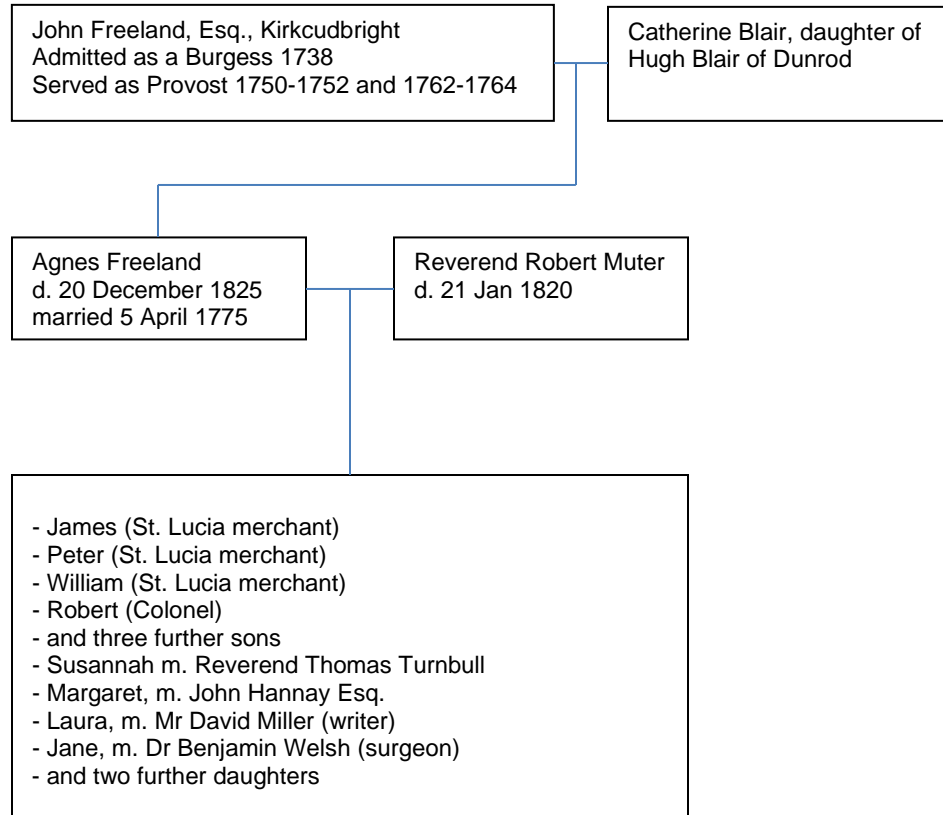 John Freeland, Esq., Kirkcudbright
Admitted as a Burgess 1738
Served as Provost 1750-1752 and 1762-1764
Catherine Blair, daughter of
Hugh Blair of Dunrod
Agnes Freeland
d. 20 December 1825
married 5 April 1775
Reverend Robert Muter
d. 21 Jan 1820
- James (St. Lucia merchant)
- Peter (St. Lucia merchant)
- William (St. Lucia merchant)
- Robert (Colonel)
- and three further sons
- Susannah m. Reverend Thomas Turnbull
- Margaret, m. John Hannay Esq.
- Laura, m. Mr David Miller (writer)
- Jane, m. Dr Benjamin Welsh (surgeon)
- and two further daughters